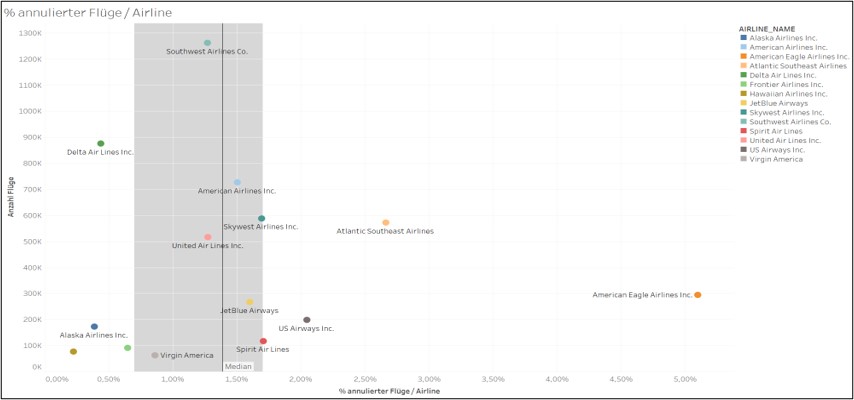 % annulierter Flüge / Airline
AIRLINE_NAME
Alaska Airlines Inc.
American Airlines Inc.
American Eagle Airlines Inc.
Atlantic Southeast Airlines
Delta Air Lines Inc.
Frontier Airlines Inc.
Hawaiian Airlines Inc.
JetBlue Airways
Skywest Airlines Inc.
Southwest Airlines Co.
Spirit Air Lines
United Air Lines Inc.
US Airways Inc.
Virgin America
Anzahl Flüge
1300K
1200K
1100K
1000K
900K
800K
700K
600K
500K
400K
300K
200K
100K
0K
Southwest Airlines Co.
Delta Air Lines Inc.
American Airlines Inc.
Skywest Airlines Inc.
Atlantic Southeast Airlines
United Air Lines Inc.
American Eagle Airlines Inc.
JetBlue Airways
US Airways Inc.
Alaska Airlines Inc.
Spirit Air Lines
Virgin America
Median
0,00%
0,50%
1,00%
1,50%
2,00%
2,50%
3,00%
3,50%
4,00%
4,50%
5,00%
% annulierter Flüge / Airline